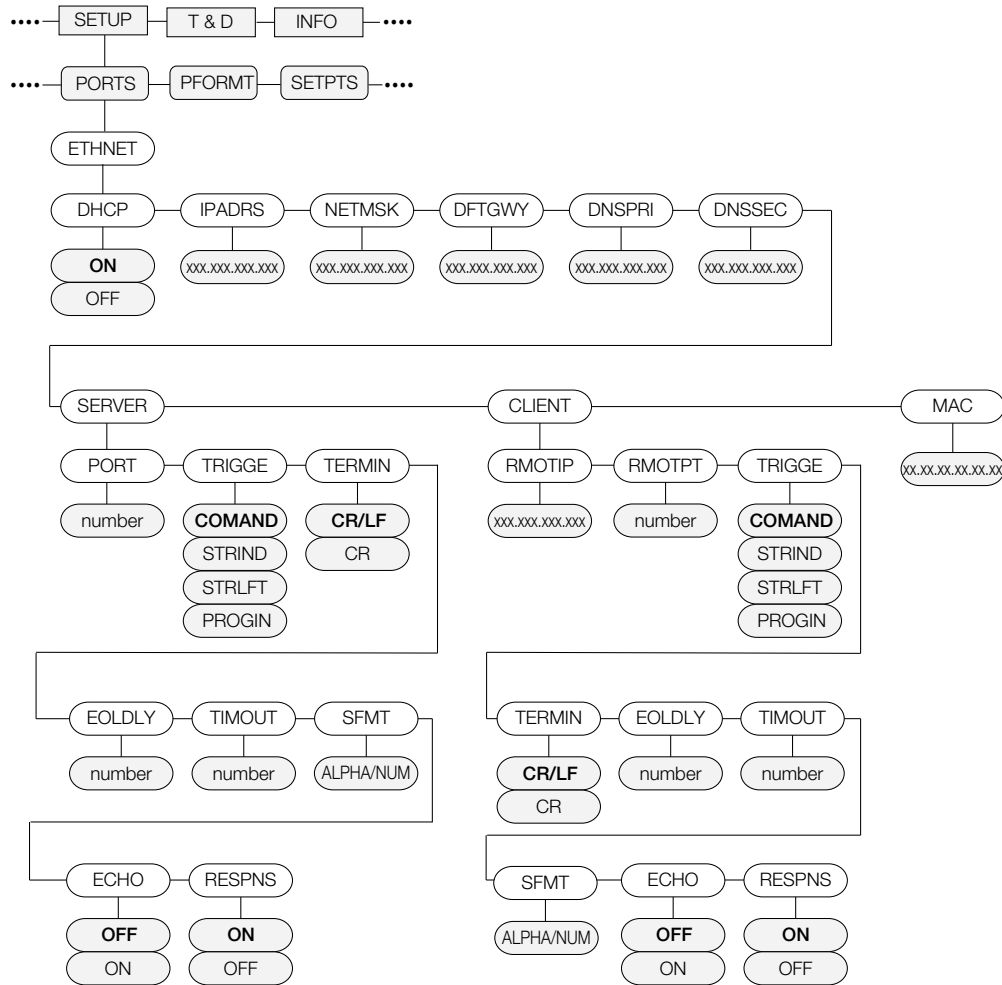 •••• SETUP T & D INFO ••••
•••• PORTS PFORMT SETPTS ••••
ETHNET
DHCP IPADRS NETMSK DFTGWY DNSPRI DNSSEC
ON xxx.xxx.xxx.xxx xxx.xxx.xxx.xxx xxx.xxx.xxx.xxx xxx.xxx.xxx.xxx xxx.xxx.xxx.xxx
OFF
SERVER CLIENT MAC
PORT TRIGGE TERMIN RMOTIP RMOTPT TRIGGE xx.xx.xx.xx.xx.xx
number COMAND CR/LF xxx.xxx.xxx.xxx number COMAND
STRIND CR STRIND
STRLFT STRLFT
PROGIN PROGIN
EOLDLY TIMOUT SFMT TERMIN EOLDLY TIMOUT
number number ALPHA/NUM CR/LF number number
CR
ECHO RESPNS SFMT ECHO RESPNS
OFF ON ALPHA/NUM OFF ON
ON OFF ON OFF